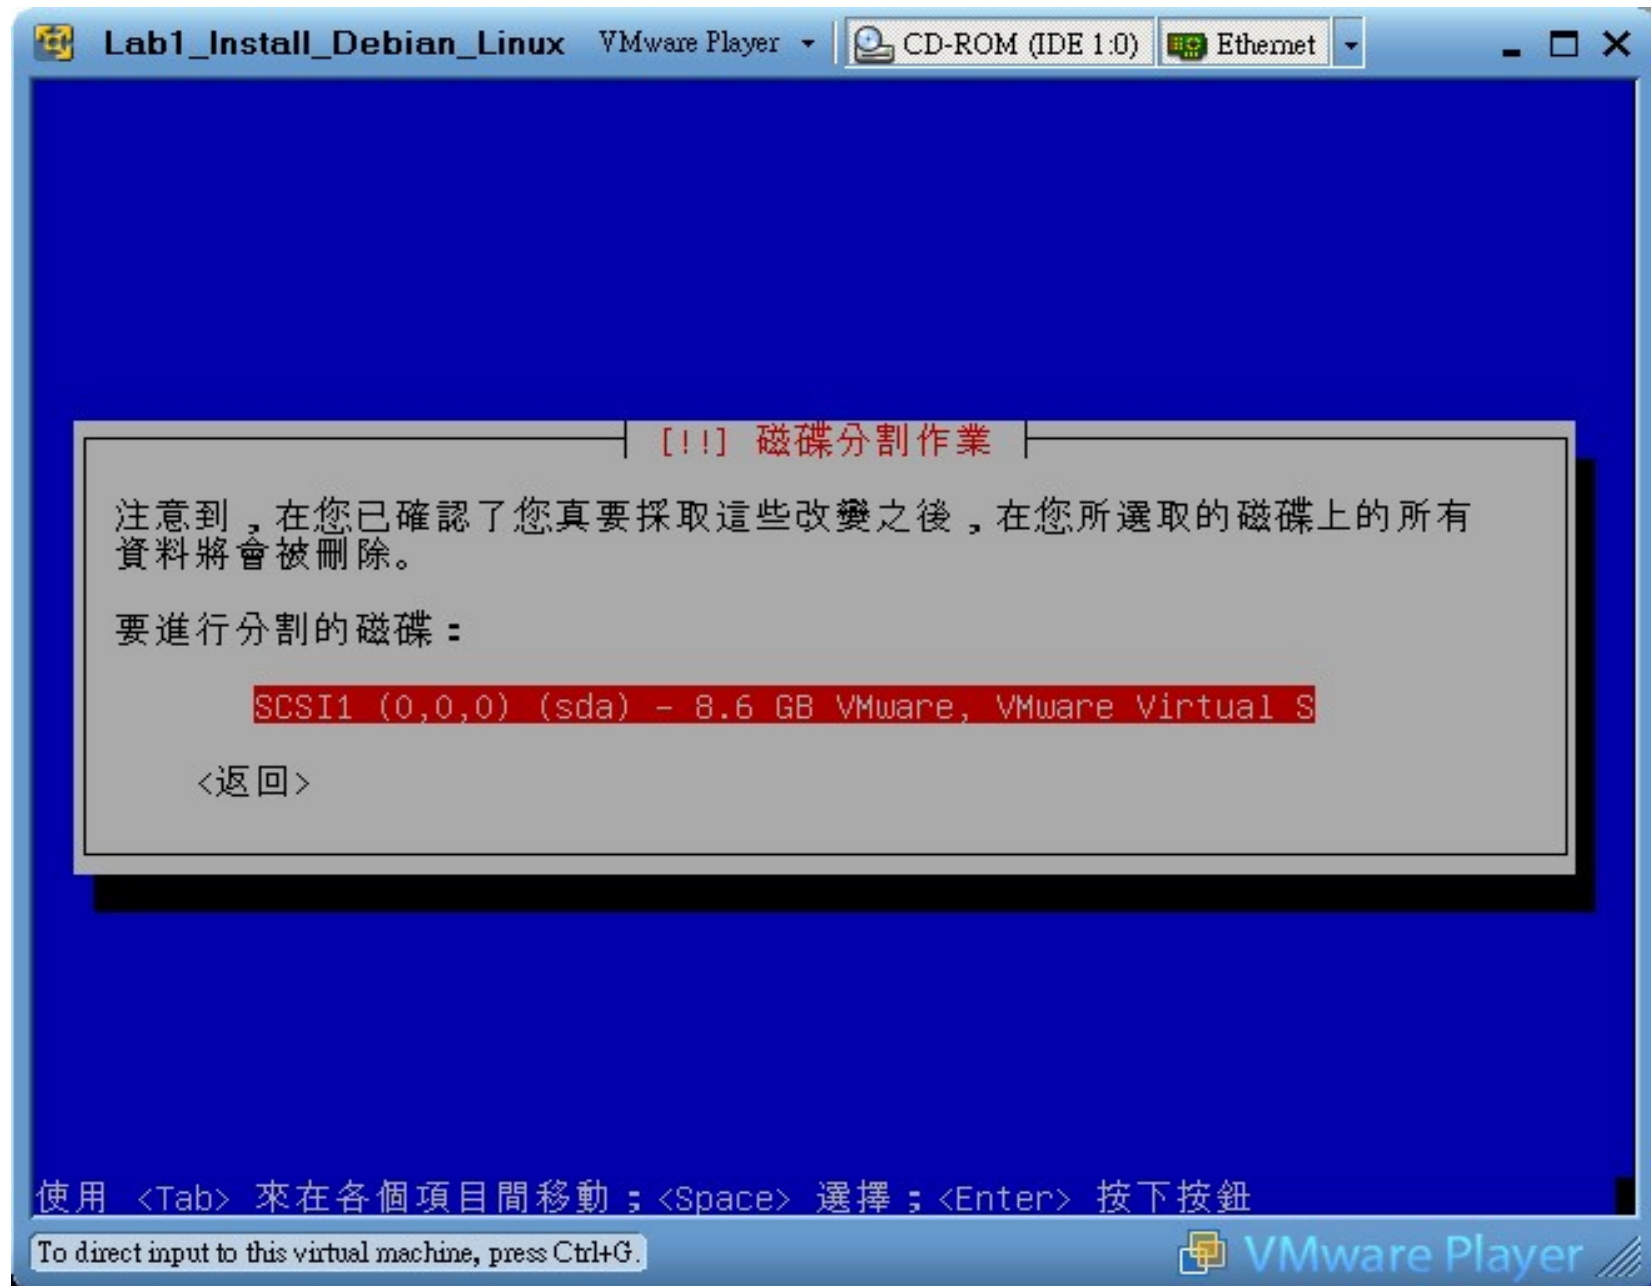 Lab1_Install_Debian_Linux VMware Player CD-ROM (IDE 1:0) Ethernet
[!!] 磁碟分割作業
注意到,在您已確認了您真要採取這些改變之後,在您所選取的磁碟上的所有
資料將會被刪除。
要進行分割的磁碟:
SCSI1 (0,0,0) (sda) - 8.6 GB VMware, VMware Virtual S
<返回>
使用 <Tab> 來在各個項目間移動;<Space> 選擇;<Enter> 按下按鈕
To direct input to this virtual machine, press Ctrl+G. VMware Player